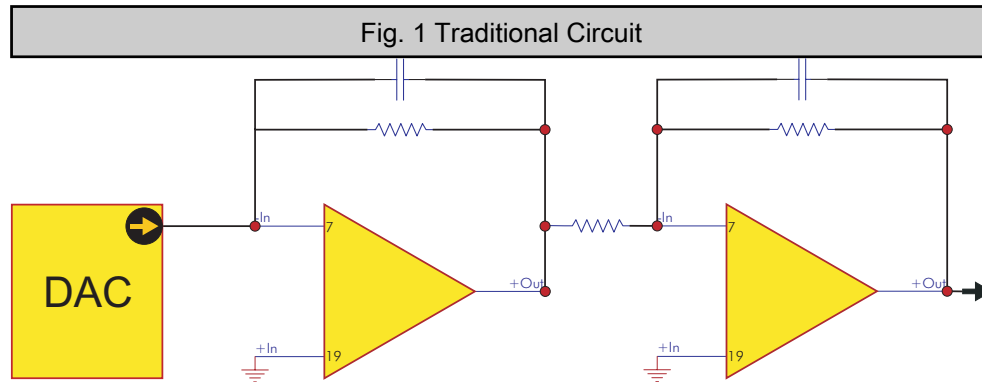 Fig. 1 Traditional Circuit
-In
7
-In
7
DAC
+Out
+Out
+In
19
+In
19